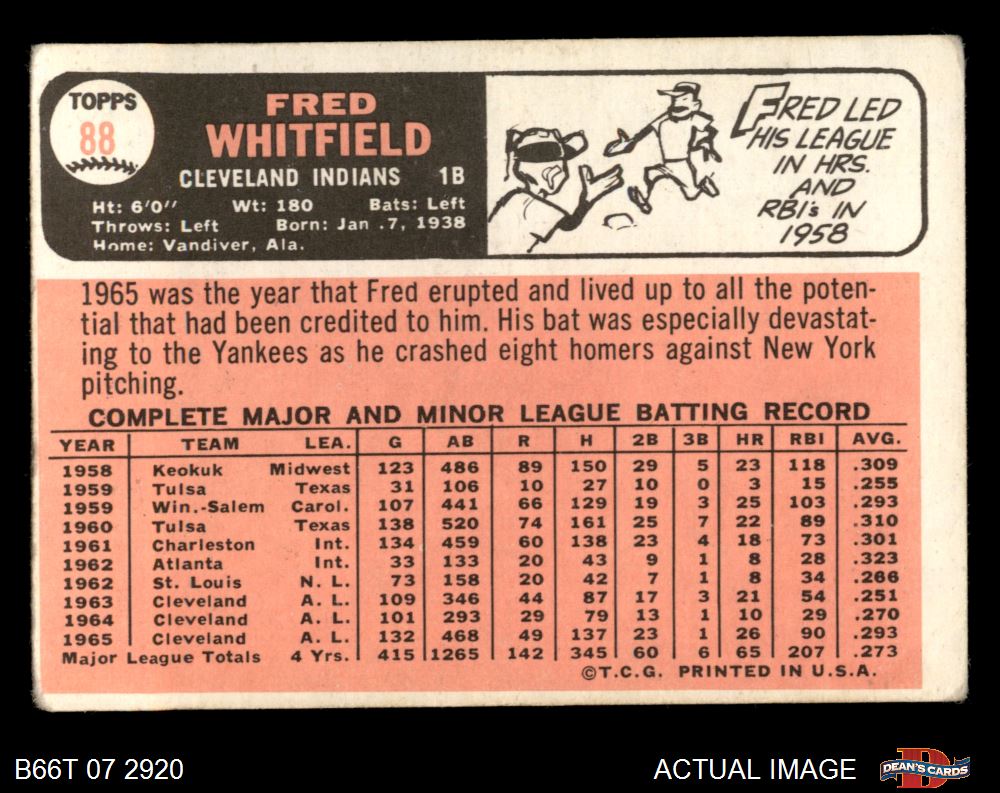 TOPPS
88
FRED
WHITFIELD
CLEVELAND INDIANS 1B
Ht: 6'0" Wt: 180 Bats: Left
Throws: Left Born: Jan .7, 1938
Home: Vandiver, Ala.
FRED LED
HIS LEAGUE
IN HRS.
AND
RBI's IN
1958
1965 was the year that Fred erupted and lived up to all the poten-
tial that had been credited to him. His bat was especially devastat-
ing to the Yankees as he crashed eight homers against New York
pitching.
COMPLETE MAJOR AND MINOR LEAGUE BATTING RECORD
YEAR TEAM LEA. G AB R H 2B 3B HR RBI AVG.
1958 Keokuk Midwest 123 486 89 150 29 5 23 118 .309
1959 Tulsa Texas 31 106 10 27 10 0 3 15 .255
1959 Win.-Salem Carol. 107 441 66 129 19 3 25 103 .293
1960 Tulsa Texas 138 520 74 161 25 7 22 89 .310
1961 Charleston Int. 134 459 60 138 23 4 18 73 .301
1962 Atlanta Int. 33 133 20 43 9 1 8 28 .323
1962 St. Louis N. L. 73 158 20 42 7 1 8 34 .266
1963 Cleveland A. L. 109 346 44 87 17 3 21 54 .251
1964 Cleveland A. L. 101 293 29 79 13 1 10 29 .270
1965 Cleveland A. L. 132 468 49 137 23 1 26 90 .293
Major League Totals 4 Yrs. 415 1265 142 345 60 6 65 207 .273
©T.C.G. PRINTED IN U.S.A.
B66T 07 2920
ACTUAL IMAGE
D
DEAN'S CARDS